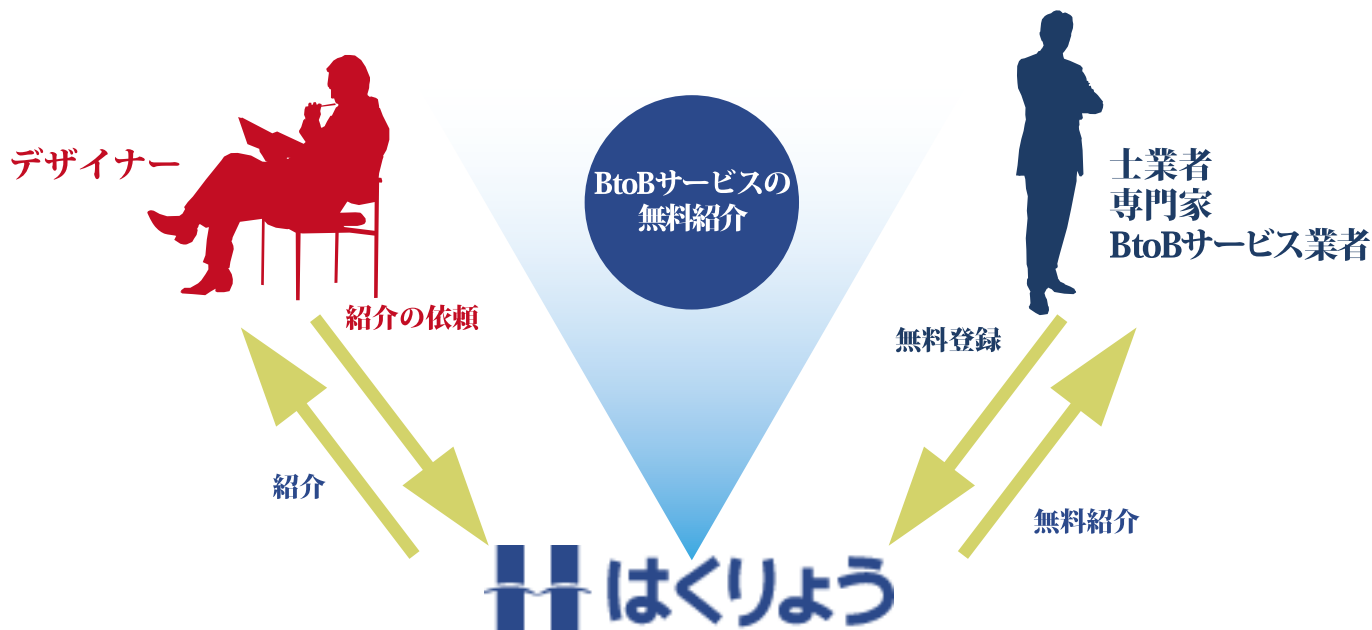 デザイナー
BtoBサービスの
無料紹介
士業者
専門家
BtoBサービス業者
紹介の依頼
無料登録
紹介
無料紹介
はくりょう